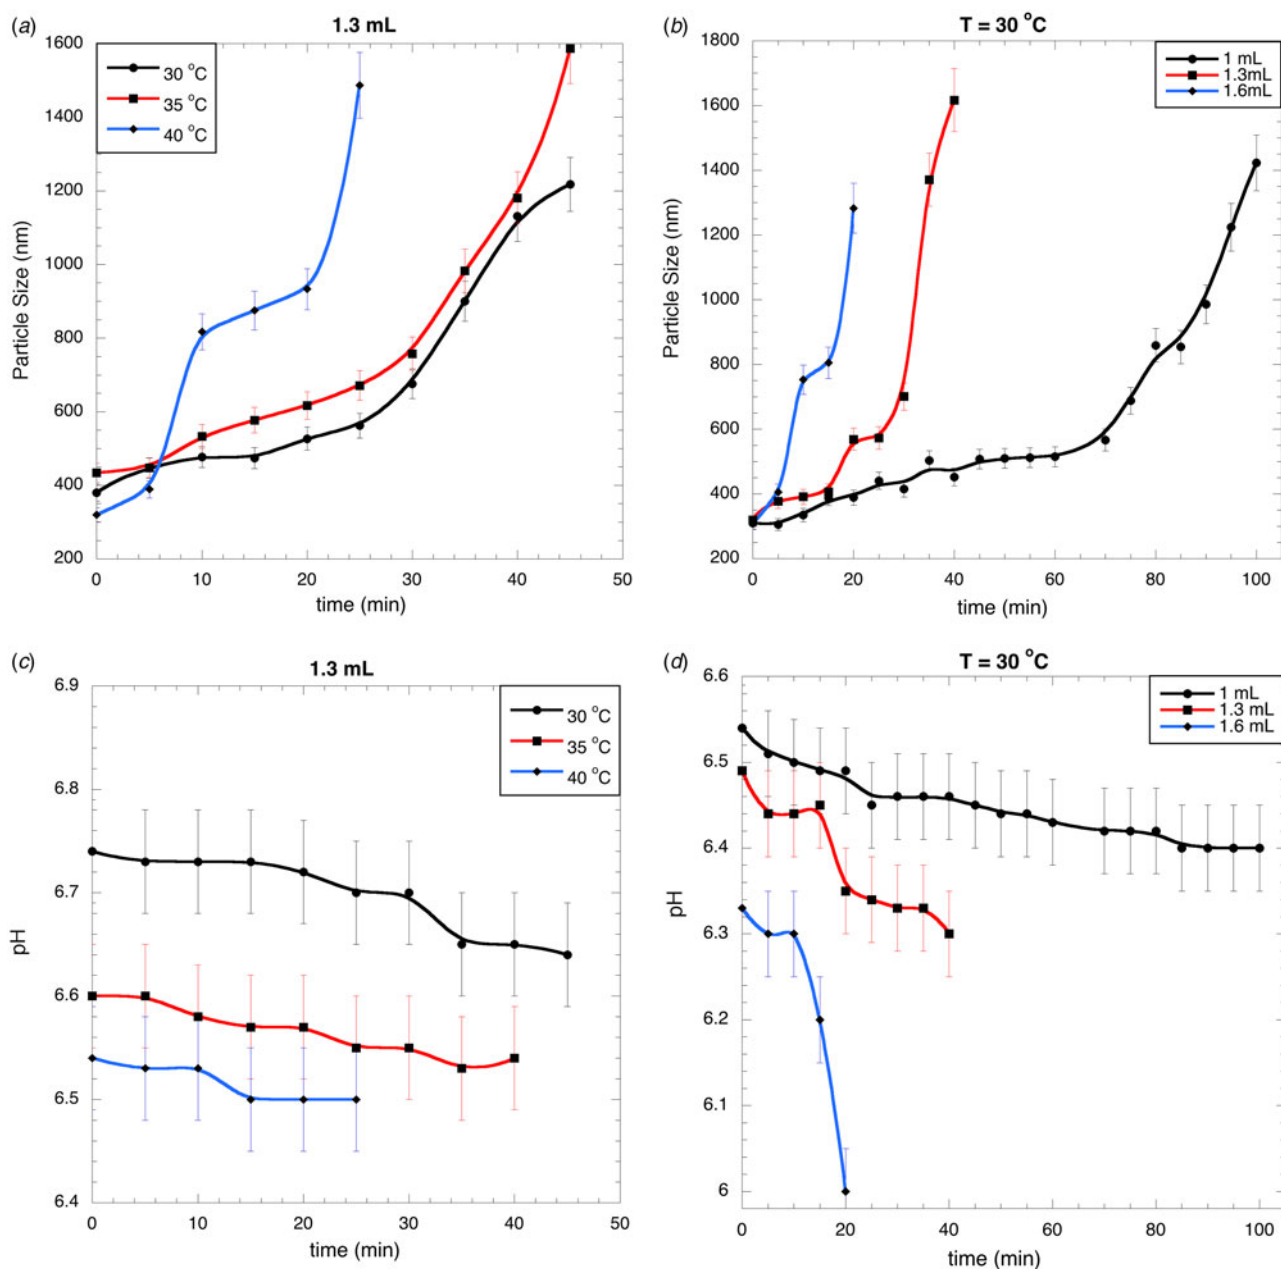 (a)
1.3 mL
1600
1400
1200
1000
800
600
400
200
Particle Size (nm)
30 °C
35 °C
40 °C
0
10
20
30
40
50
time (min)
(b)
T = 30 °C
1800
1600
1400
1200
1000
800
600
400
200
Particle Size (nm)
1 mL
1.3mL
1.6mL
0
20
40
60
80
100
time (min)
(c)
1.3 mL
6.9
6.8
6.7
6.6
6.5
6.4
pH
30 °C
35 °C
40 °C
0
10
20
30
40
50
time (min)
(d)
T = 30 °C
6.6
6.5
6.4
6.3
6.2
6.1
6
pH
1 mL
1.3 mL
1.6 mL
0
20
40
60
80
100
time (min)